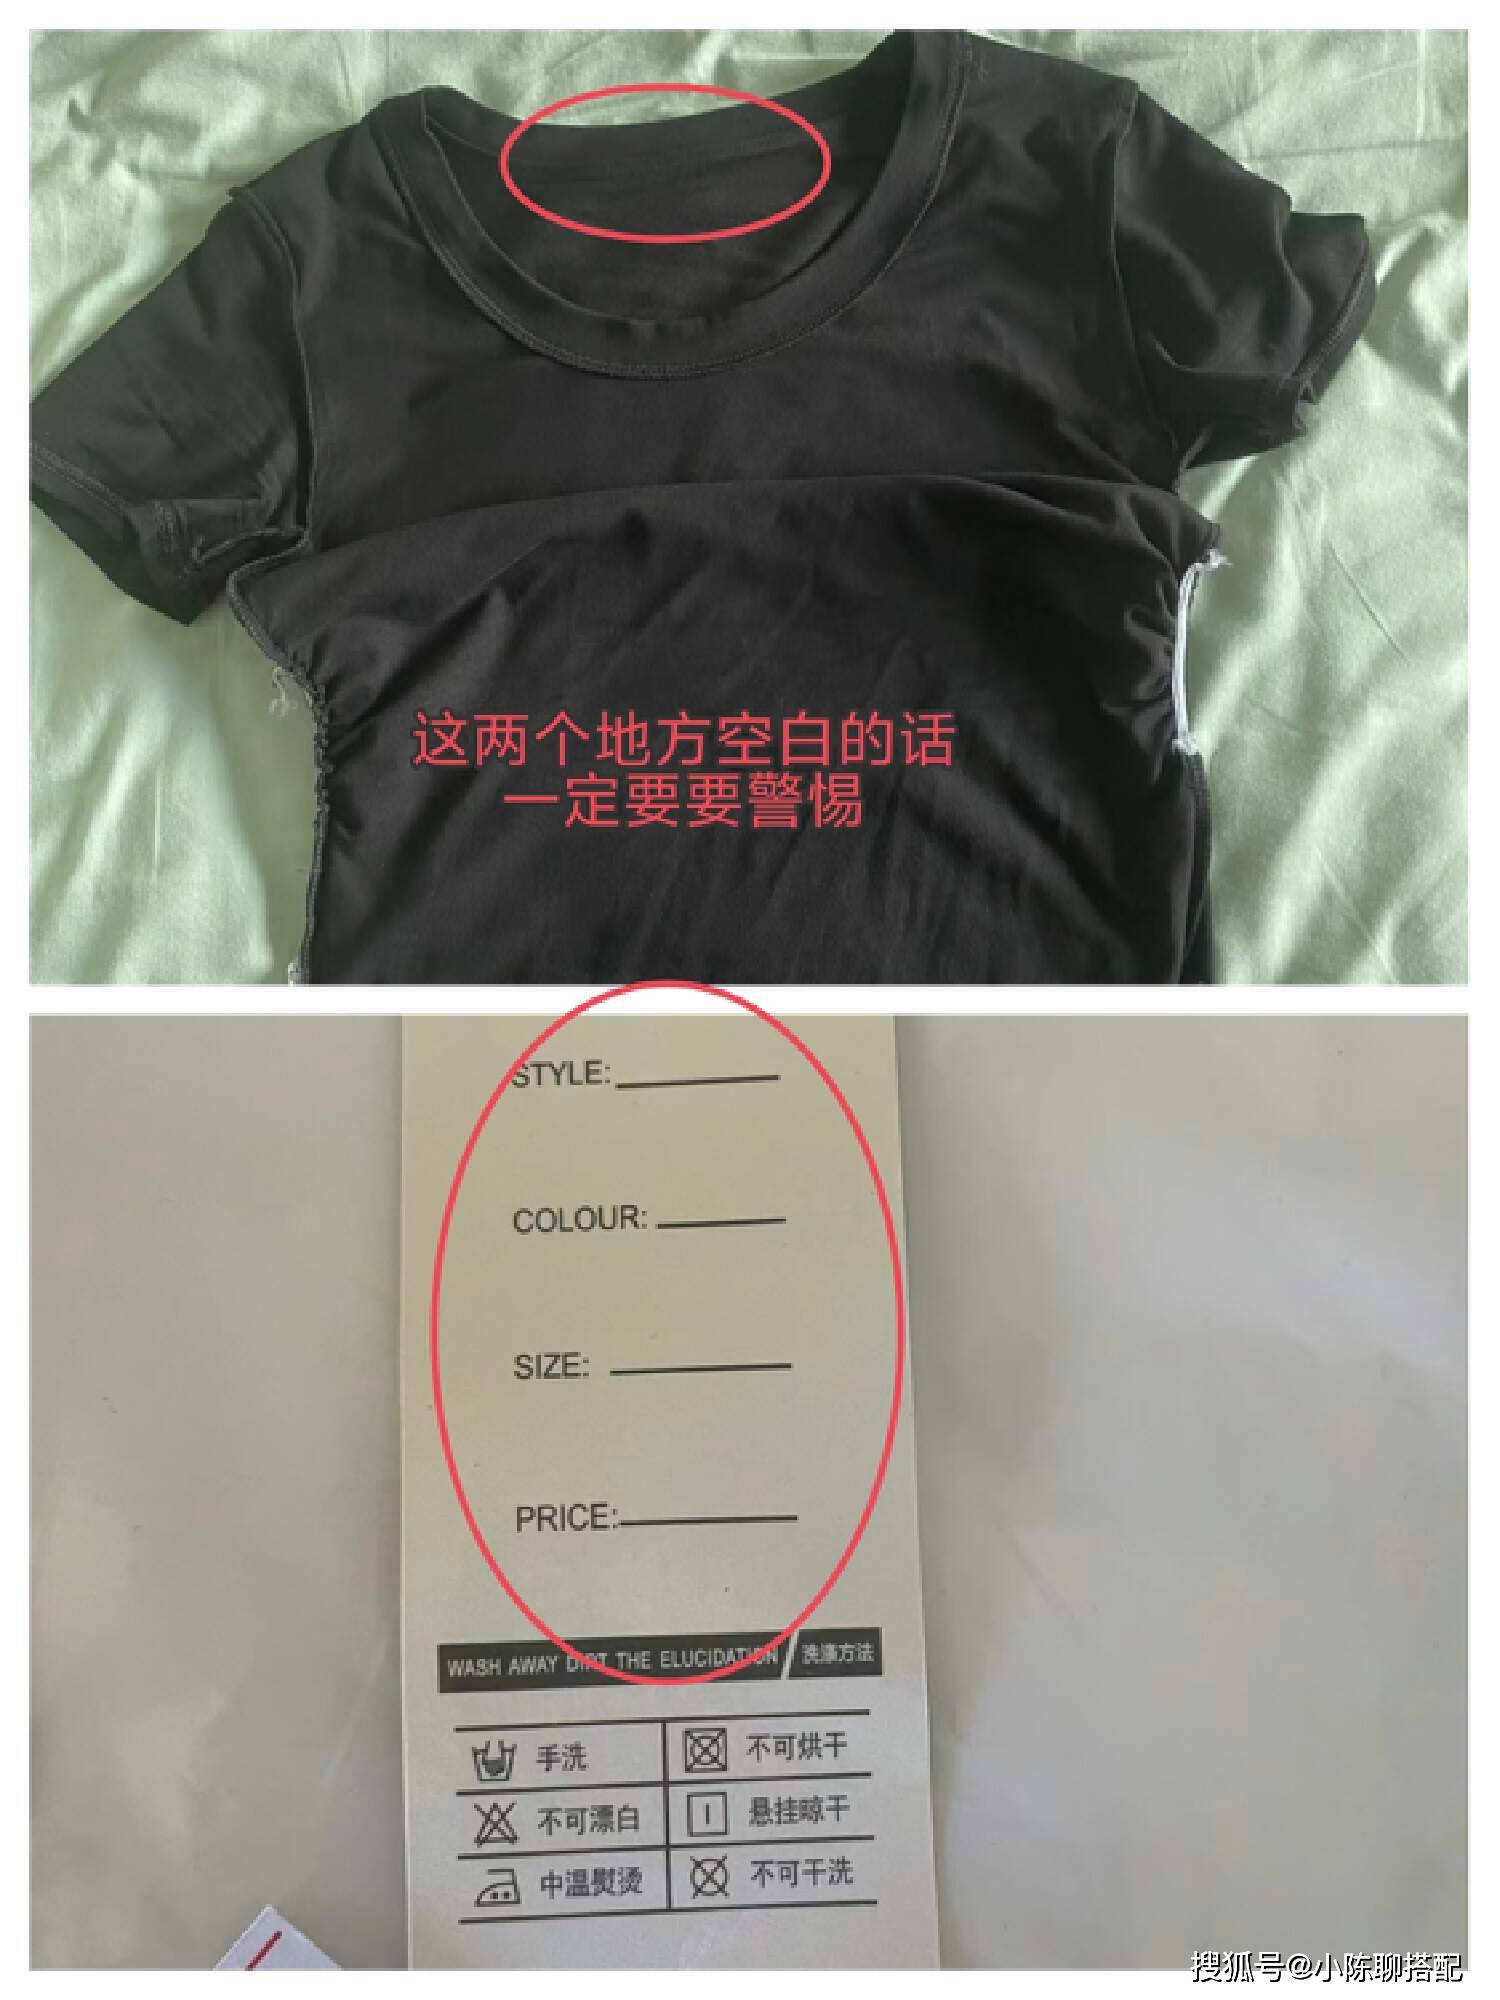 这两个地方空白的话
一定要要警惕
STYLE:
COLOUR:
SIZE:
PRICE:
WASH AWAY DIRT THE ELUCIDATION/洗涤方法
手洗 不可烘干
不可漂白 悬挂晾干
中温熨烫 不可干洗
搜狐号@小陈聊搭配